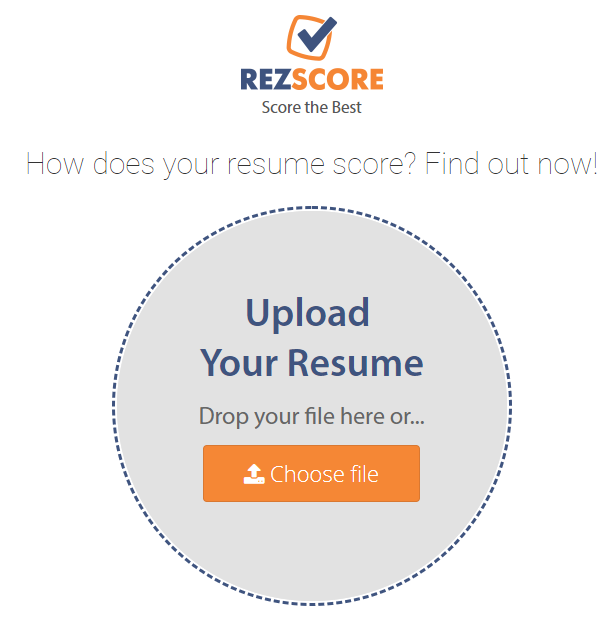 REZSCORE
Score the Best
How does your resume score? Find out now!
Upload
Your Resume
Drop your file here or...
Choose file